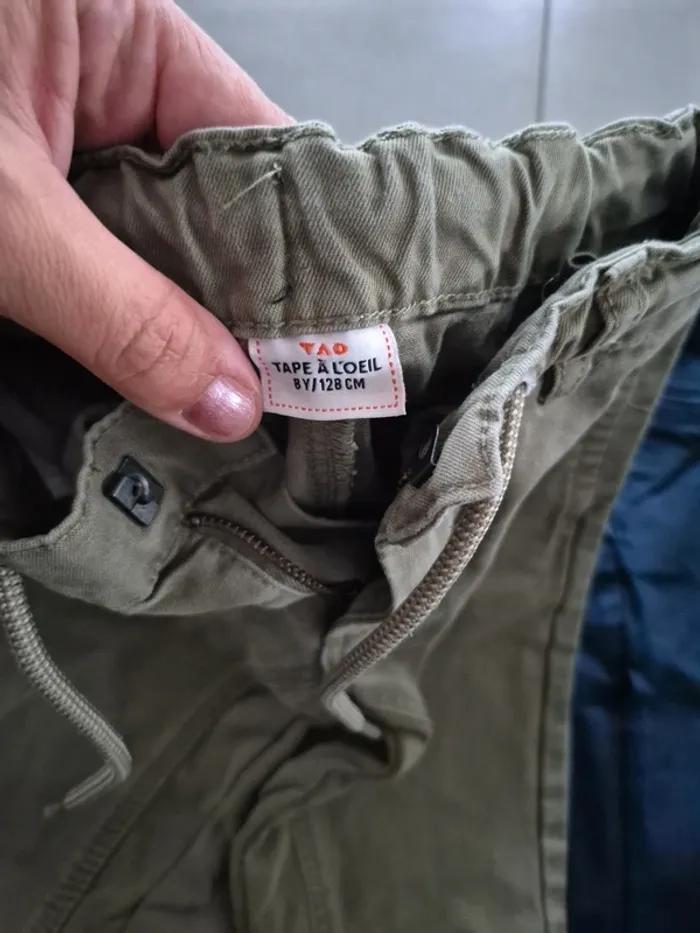 TAO
TAPE À L'OEIL
8Y/128 CM